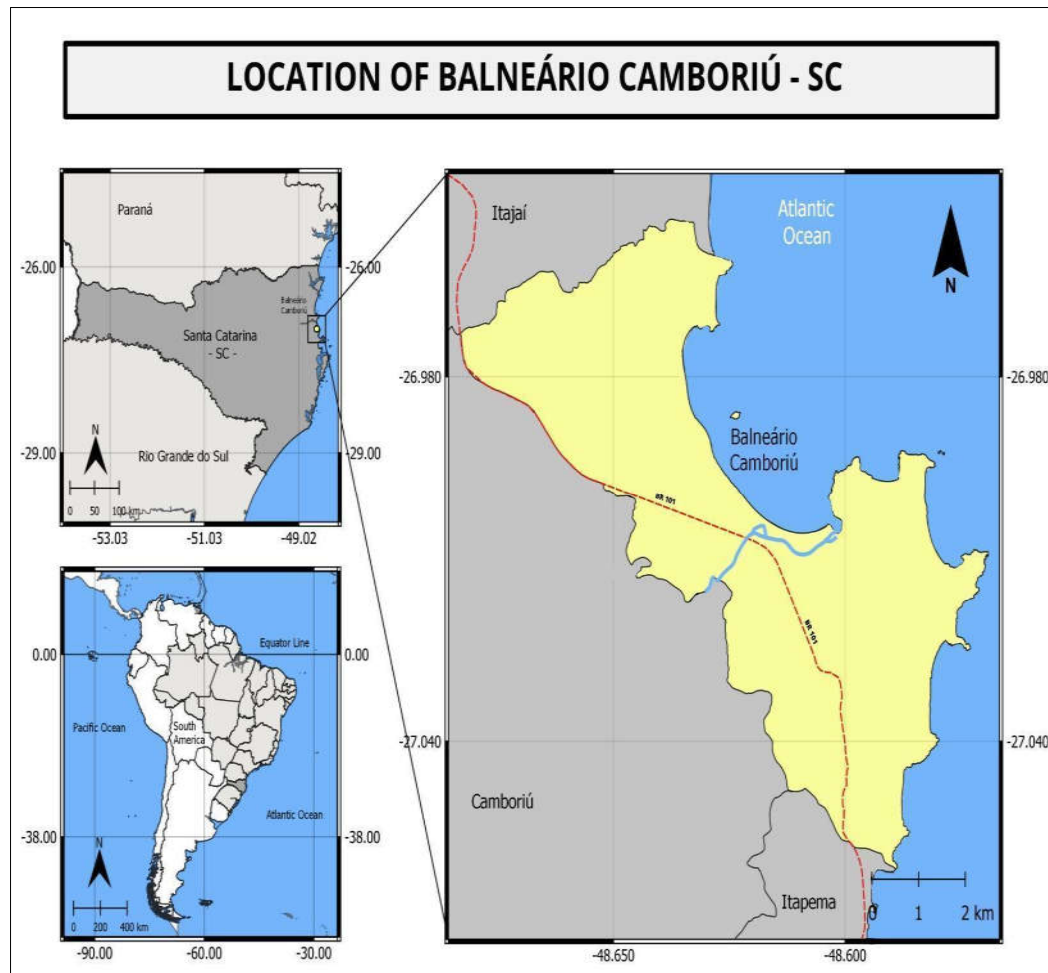 LOCATION OF BALNEÁRIO CAMBORIÚ - SC
Paraná
-26.00
-26.00
Balneário
Camboriú
Santa Catarina
- SC -
N
Rio Grande do Sul
-29.00
-29.00
0 50 100 km
-53.03
-51.03
-49.02
Equator Line
0.00
0.00
Pacific Ocean
South
America
Atlantic Ocean
-38.00
-38.00
N
0 200 400 km
-90.00
-60.00
-30.00
Itajaí
Atlantic
Ocean
N
-26.980
-26.980
Balneário
Camboriú
BR 101
BR 101
-27.040
-27.040
Camboriú
Itapema
0 1 2 km
-48.650
-48.600